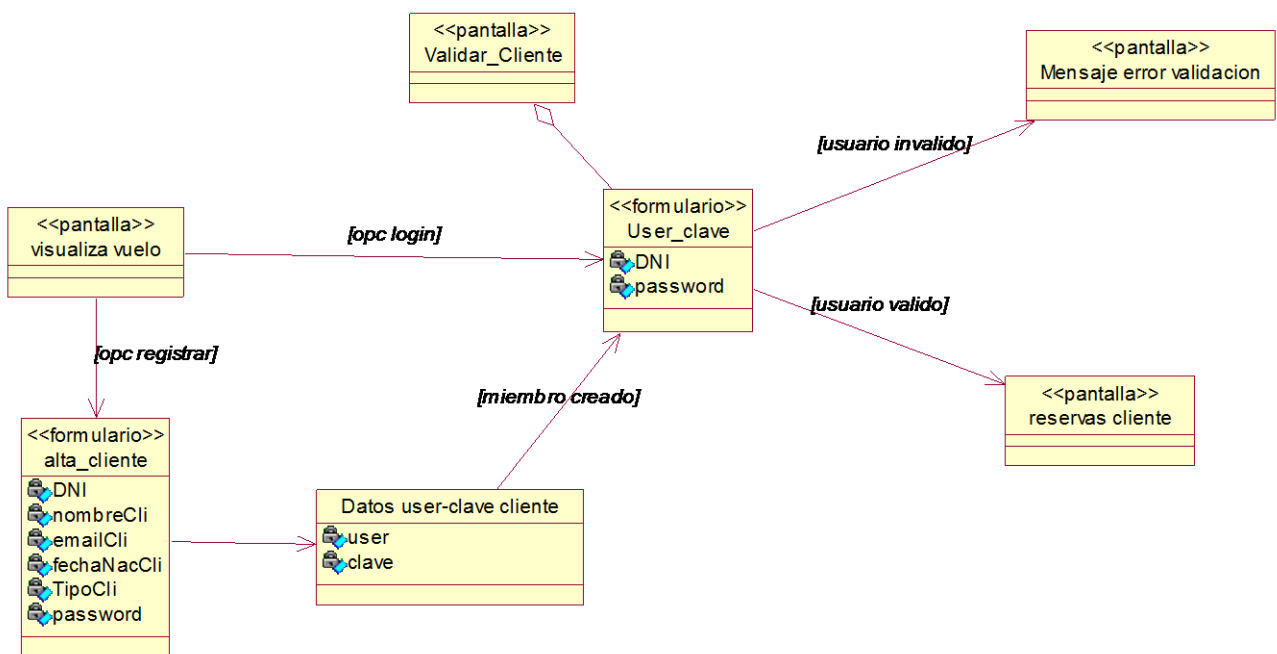 <<pantalla>>
Validar_Cliente
<<pantalla>>
Mensaje error validacion
[usuario invalido]
<<formulario>>
User_clave
DNI
password
<<pantalla>>
visualiza vuelo
[opc login]
[usuario valido]
[opc registrar]
[miembro creado]
<<pantalla>>
reservas cliente
<<formulario>>
alta_cliente
DNI
nombreCli
emailCli
fechaNacCli
TipoCli
password
Datos user-clave cliente
user
clave